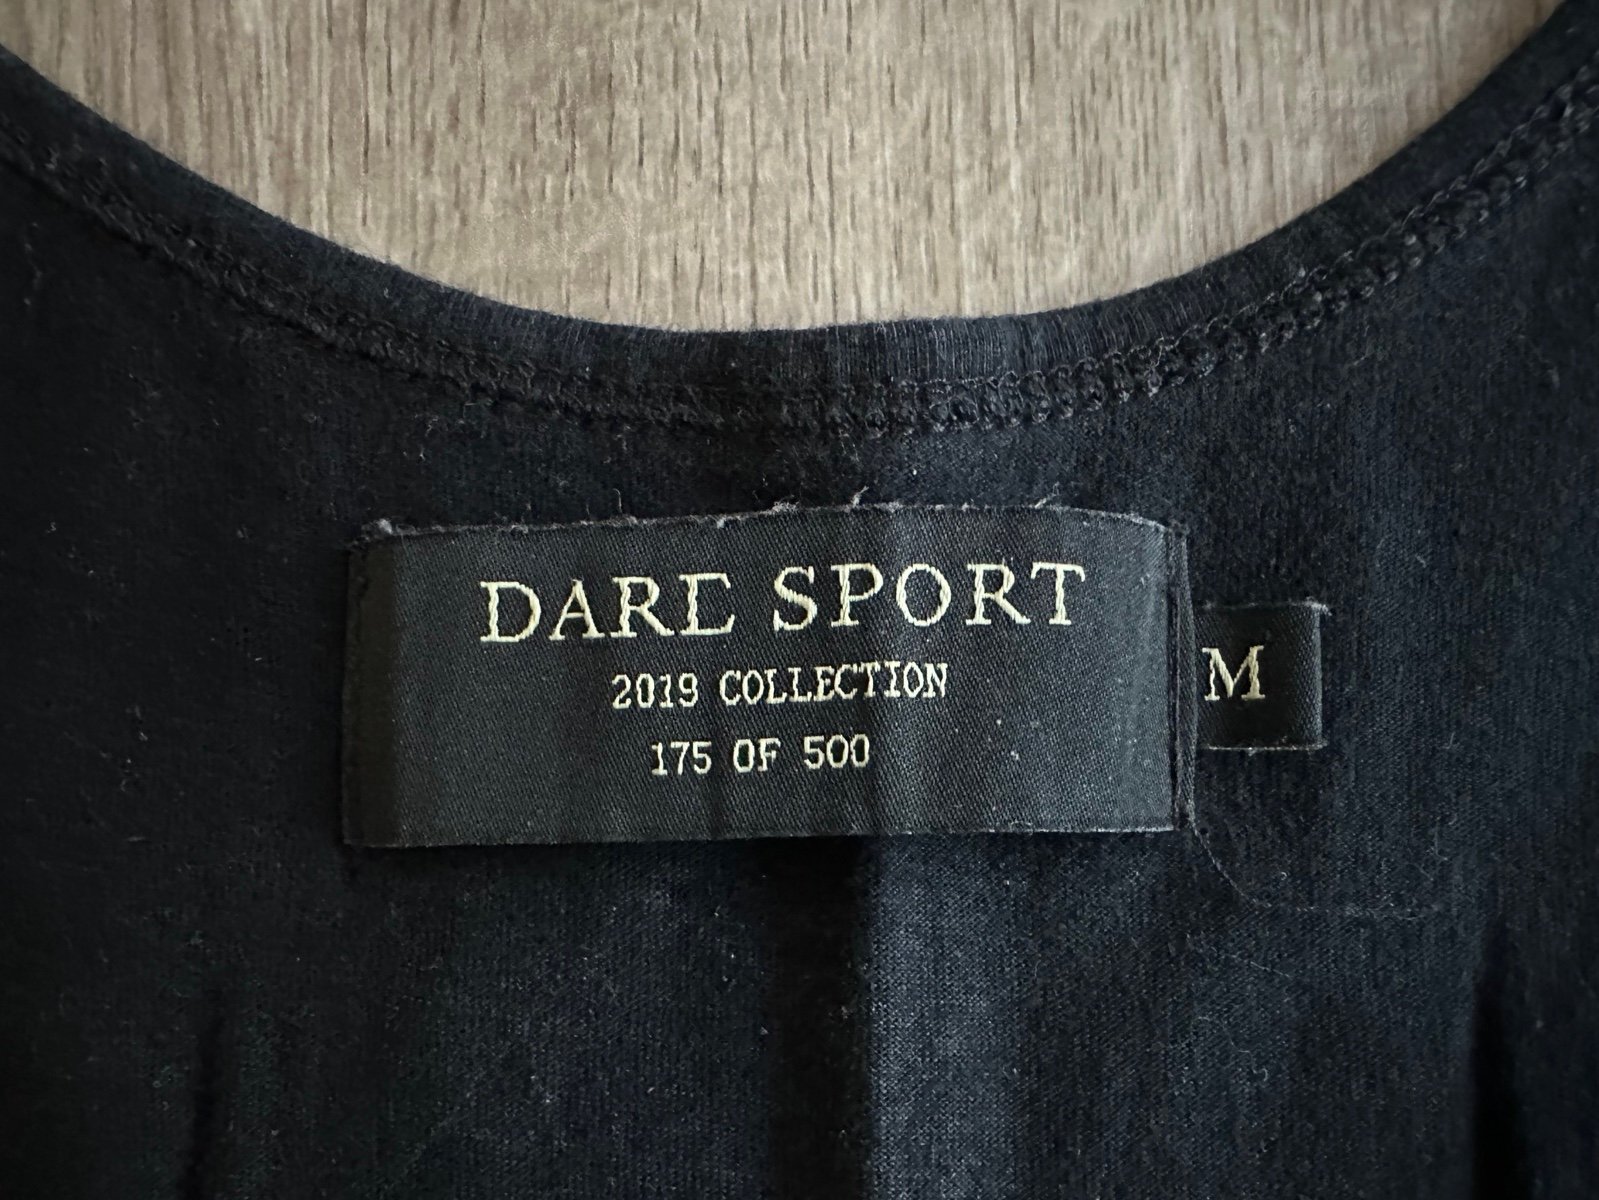 DARE SPORT
2019 COLLECTION
175 OF 500
M